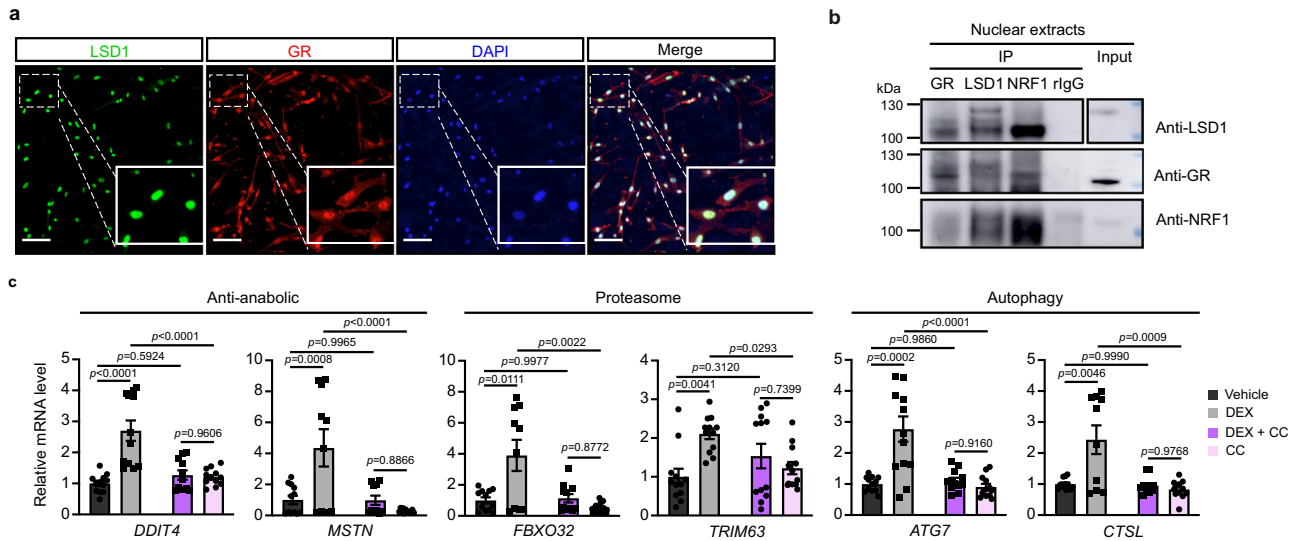 a
LSD1 GR DAPI Merge
b
Nuclear extracts
IP Input
kDa GR LSD1 NRF1 rIgG
130
100
Anti-LSD1
130
100
Anti-GR
100
Anti-NRF1
c
Anti-anabolic Proteasome Autophagy
Relative mRNA level
5
4
3
2
1
0
p<0.0001
p=0.5924
p<0.0001
p=0.9606
DDIT4
10
8
6
4
2
0
p<0.0001
p=0.9965
p=0.0008
p=0.8866
MSTN
10
8
6
4
2
0
p=0.0022
p=0.9977
p=0.0111
p=0.8772
FBXO32
4
3
2
1
0
p=0.0293
p=0.3120
p=0.0041
p=0.7399
TRIM63
5
4
3
2
1
0
p<0.0001
p=0.9860
p=0.0002
p=0.9160
ATG7
5
4
3
2
1
0
p=0.0009
p=0.9990
p=0.0046
p=0.9768
CTSL
Vehicle
DEX
DEX + CC
CC